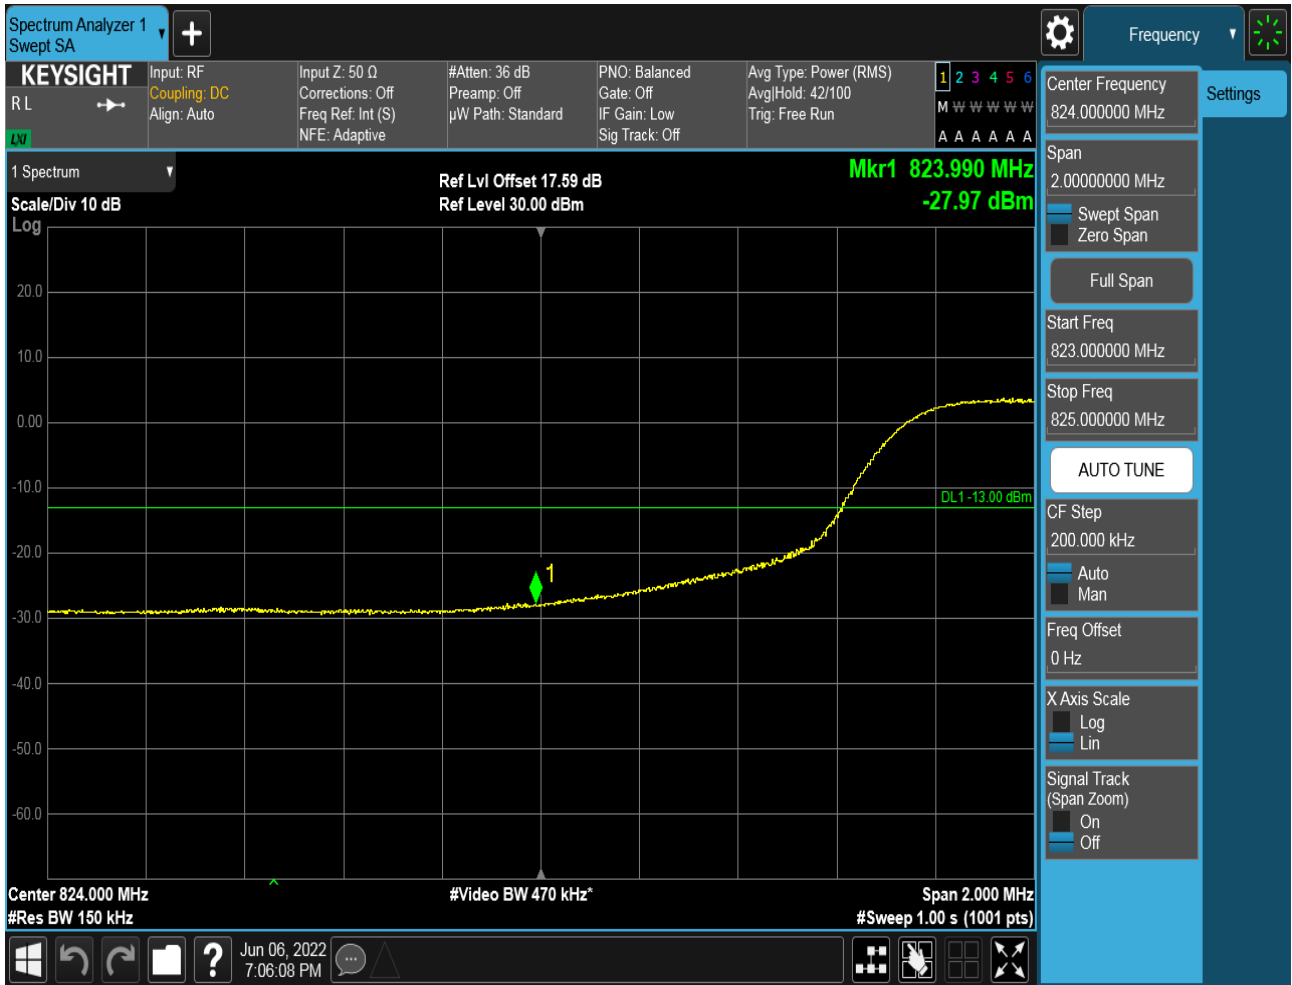 Spectrum Analyzer 1
Swept SA
Frequency
KEYSIGHT
R L
LXI
Input: RF
Coupling: DC
Align: Auto
Input Z: 50 Ω
Corrections: Off
Freq Ref: Int (S)
NFE: Adaptive
#Atten: 36 dB
Preamp: Off
µW Path: Standard
PNO: Balanced
Gate: Off
IF Gain: Low
Sig Track: Off
Avg Type: Power (RMS)
Avg|Hold: 42/100
Trig: Free Run
1 2 3 4 5 6
M W W W W W
A A A A A A
1 Spectrum
Scale/Div 10 dB
Log
Ref Lvl Offset 17.59 dB
Ref Level 30.00 dBm
Mkr1 823.990 MHz
-27.97 dBm
20.0
10.0
0.00
-10.0
-20.0
-30.0
-40.0
-50.0
-60.0
DL1 -13.00 dBm
1
Center 824.000 MHz
#Video BW 470 kHz*
Span 2.000 MHz
#Res BW 150 kHz
#Sweep 1.00 s (1001 pts)
Jun 06, 2022
7:06:08 PM
Center Frequency
824.000000 MHz
Settings
Span
2.00000000 MHz
Swept Span
Zero Span
Full Span
Start Freq
823.000000 MHz
Stop Freq
825.000000 MHz
AUTO TUNE
CF Step
200.000 kHz
Auto
Man
Freq Offset
0 Hz
X Axis Scale
Log
Lin
Signal Track
(Span Zoom)
On
Off